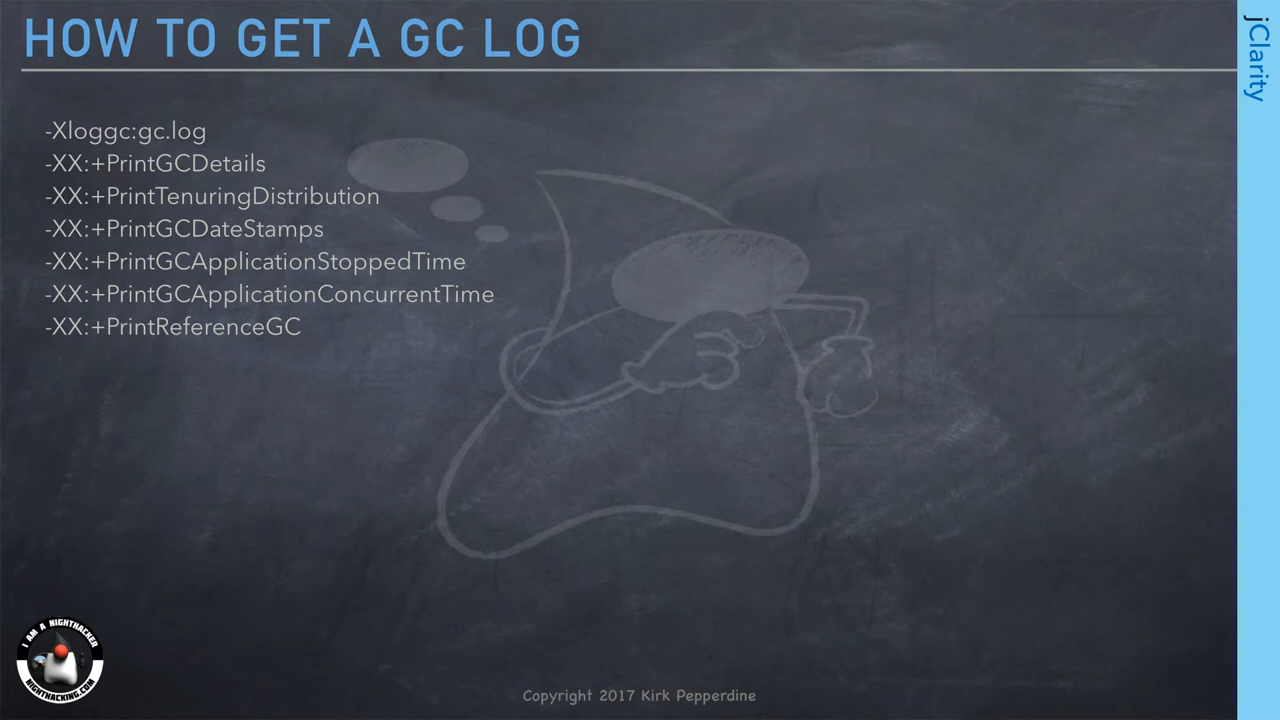 HOW TO GET A GC LOG
jClarity
-Xloggc:gc.log
-XX:+PrintGCDetails
-XX:+PrintTenuringDistribution
-XX:+PrintGCDateStamps
-XX:+PrintGCApplicationStoppedTime
-XX:+PrintGCApplicationConcurrentTime
-XX:+PrintReferenceGC
I AM A NIGHTHACKER
NIGHTHACKING.COM
Copyright 2017 Kirk Pepperdine